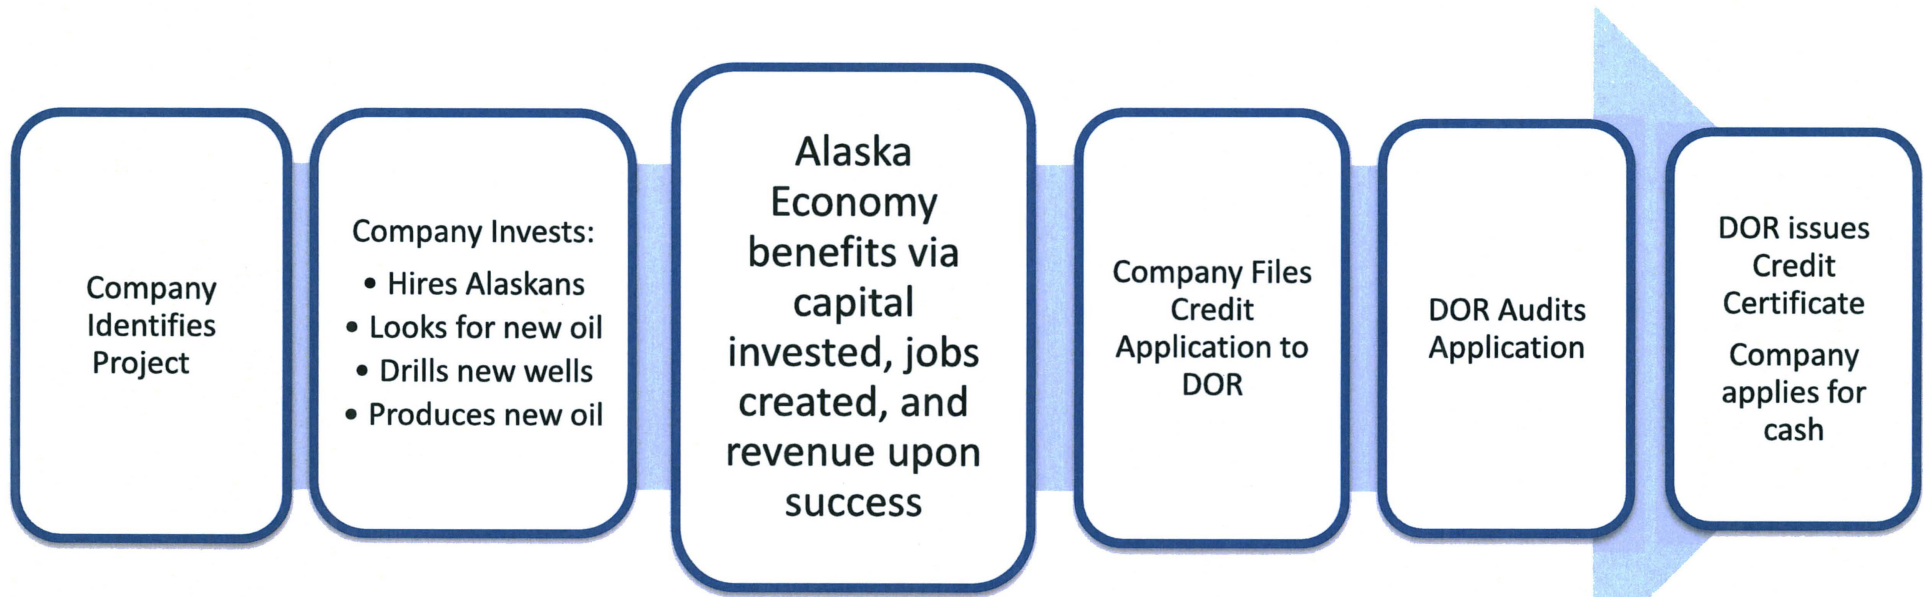 Company
Identifies
Project
Company Invests:
• Hires Alaskans
• Looks for new oil
• Drills new wells
• Produces new oil
Alaska
Economy
benefits via
capital
invested, jobs
created, and
revenue upon
success
Company Files
Credit
Application to
DOR
DOR Audits
Application
DOR issues
Credit
Certificate
Company
applies for
cash